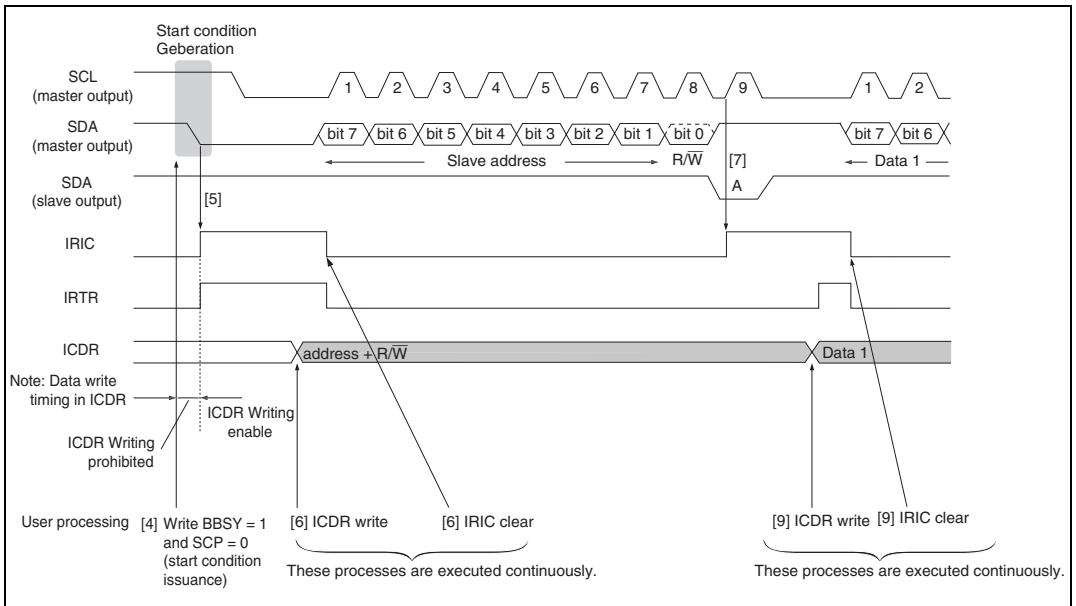 Start condition
Geberation
SCL
(master output)
1 2 3 4 5 6 7 8 9 1 2
SDA
(master output)
bit 7 bit 6 bit 5 bit 4 bit 3 bit 2 bit 1 bit 0 bit 7 bit 6
Slave address R/W̅ [7] Data 1
SDA
(slave output)
[5]
A
IRIC
IRTR
ICDR
address + R/W̅
Data 1
Note: Data write
timing in ICDR
ICDR Writing
enable
ICDR Writing
prohibited
User processing
[4] Write BBSY = 1
and SCP = 0
(start condition
issuance)
[6] ICDR write
[6] IRIC clear
These processes are executed continuously.
[9] ICDR write
[9] IRIC clear
These processes are executed continuously.